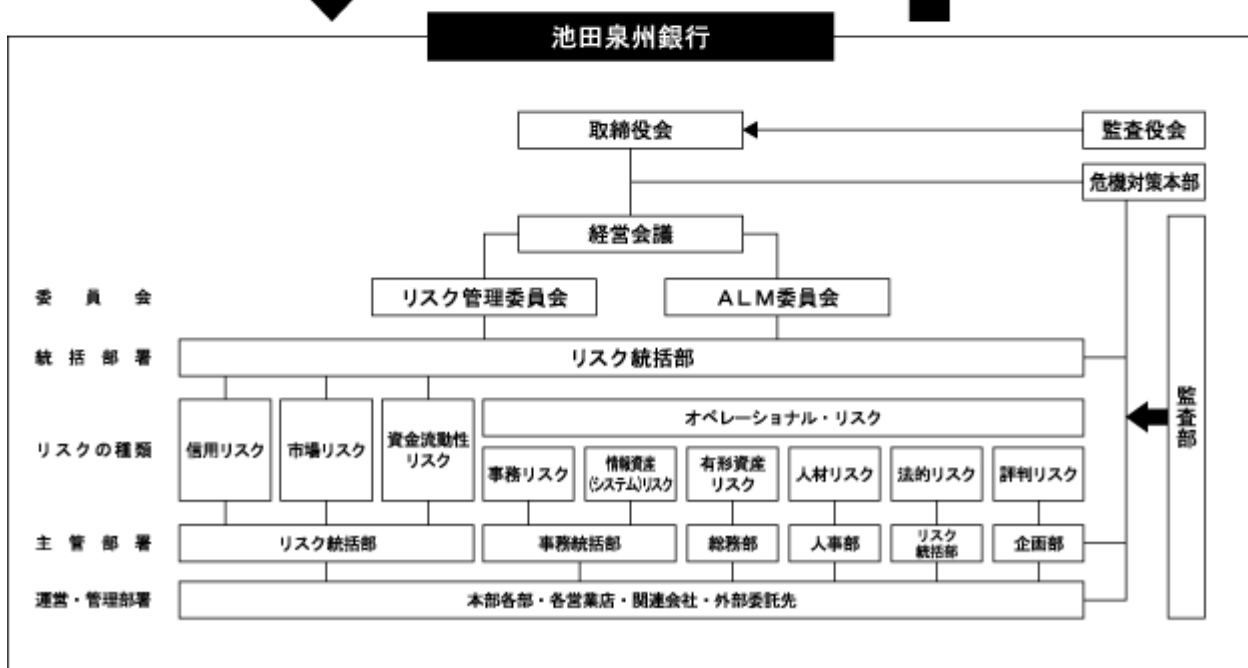 池田泉州銀行
取締役会
監査役会
危機対策本部
経営会議
委員会
リスク管理委員会
ALM委員会
統括部署
リスク統括部
リスクの種類
信用リスク
市場リスク
資金流動性
リスク
オペレーショナル・リスク
事務リスク
情報資産
(システム)リスク
有形資産
リスク
人材リスク
法的リスク
評判リスク
監査部
主管部署
リスク統括部
事務統括部
総務部
人事部
リスク
統括部
企画部
運営・管理部署
本部各部・各営業店・関連会社・外部委託先